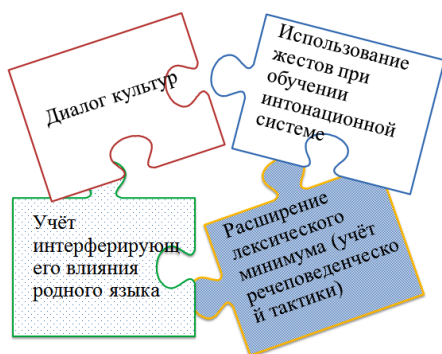 Диалог культур
Использование
жестов при
обучении
интонационной
системе
Учёт
интерферирующ
его влияния
родного языка
Расширение
лексического
минимума (учёт
речеповеденческо
й тактики)